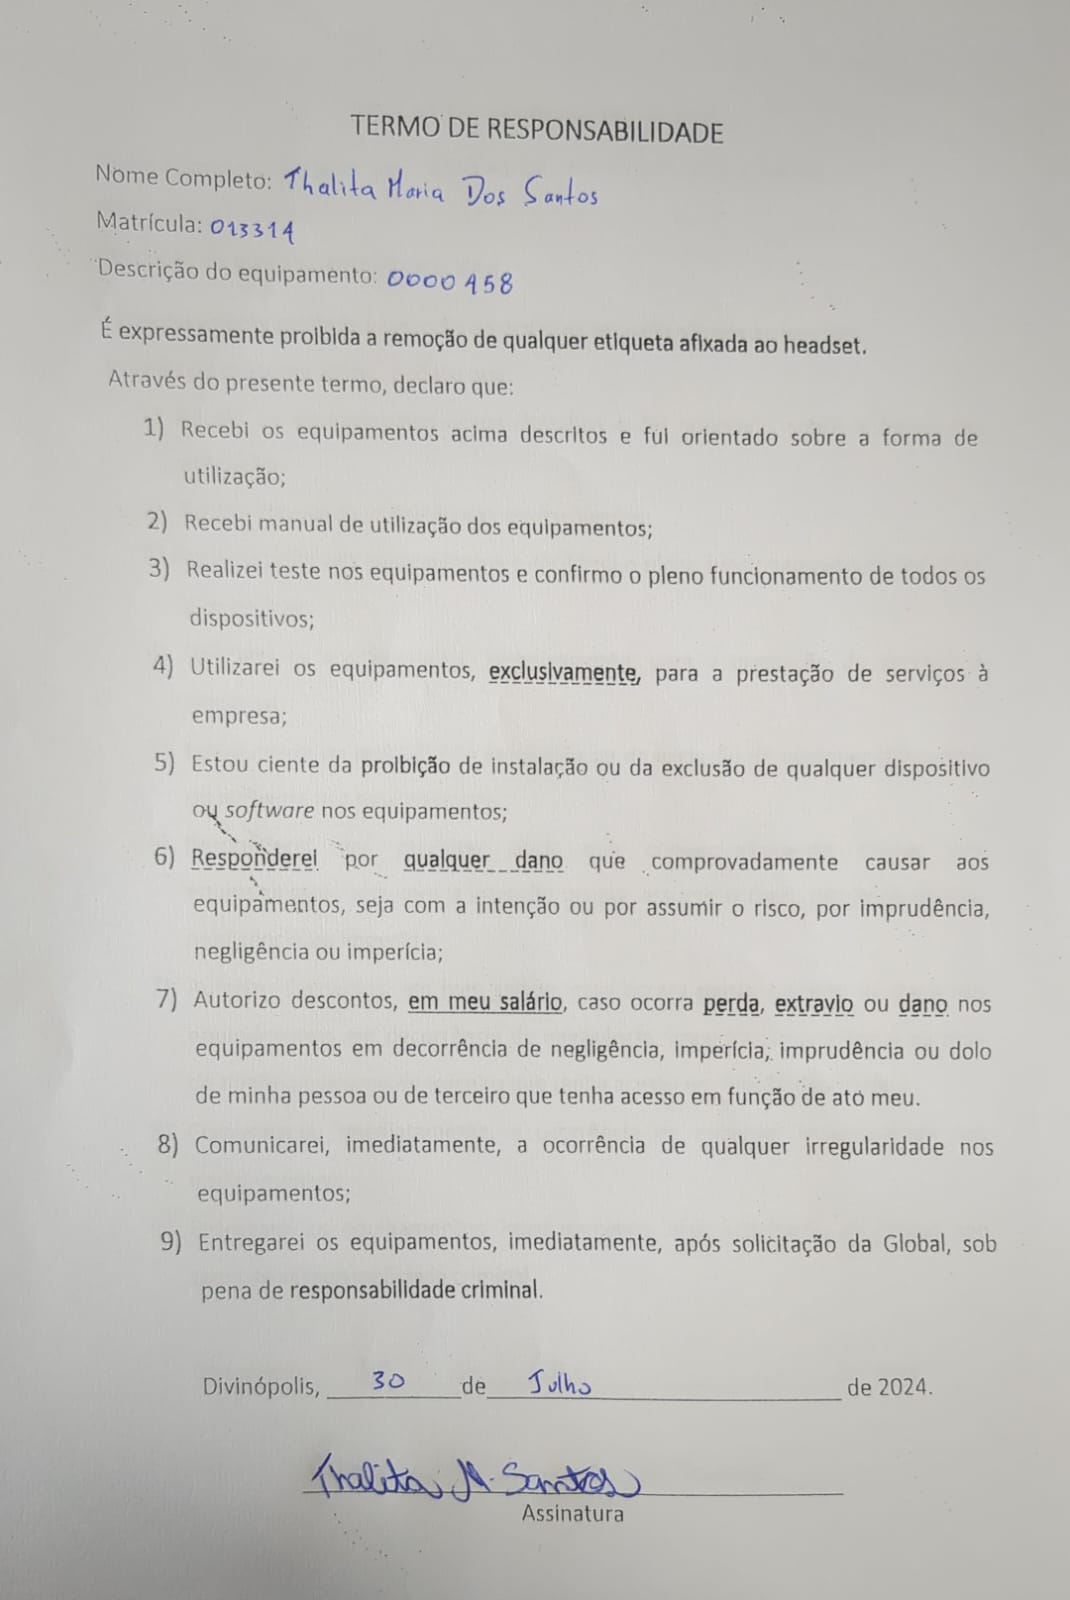 TERMO DE RESPONSABILIDADE
Nome Completo: Thalita Maria Dos Santos
Matrícula: 013314
Descrição do equipamento: 0000458
É expressamente proibida a remoção de qualquer etiqueta afixada ao headset.
Através do presente termo, declaro que:
1) Recebi os equipamentos acima descritos e fui orientado sobre a forma de
utilização;
2) Recebi manual de utilização dos equipamentos;
3) Realizei teste nos equipamentos e confirmo o pleno funcionamento de todos os
dispositivos;
4) Utilizarei os equipamentos, exclusivamente, para a prestação de serviços à
empresa;
5) Estou ciente da proibição de instalação ou da exclusão de qualquer dispositivo
ou software nos equipamentos;
6) Responderei por qualquer dano que comprovadamente causar aos
equipamentos, seja com a intenção ou por assumir o risco, por imprudência,
negligência ou imperícia;
7) Autorizo descontos, em meu salário, caso ocorra perda, extravio ou dano nos
equipamentos em decorrência de negligência, imperícia, imprudência ou dolo
de minha pessoa ou de terceiro que tenha acesso em função de ato meu.
8) Comunicarei, imediatamente, a ocorrência de qualquer irregularidade nos
equipamentos;
9) Entregarei os equipamentos, imediatamente, após solicitação da Global, sob
pena de responsabilidade criminal.
Divinópolis, 30 de Julho de 2024.
Thalita M. Santos
Assinatura